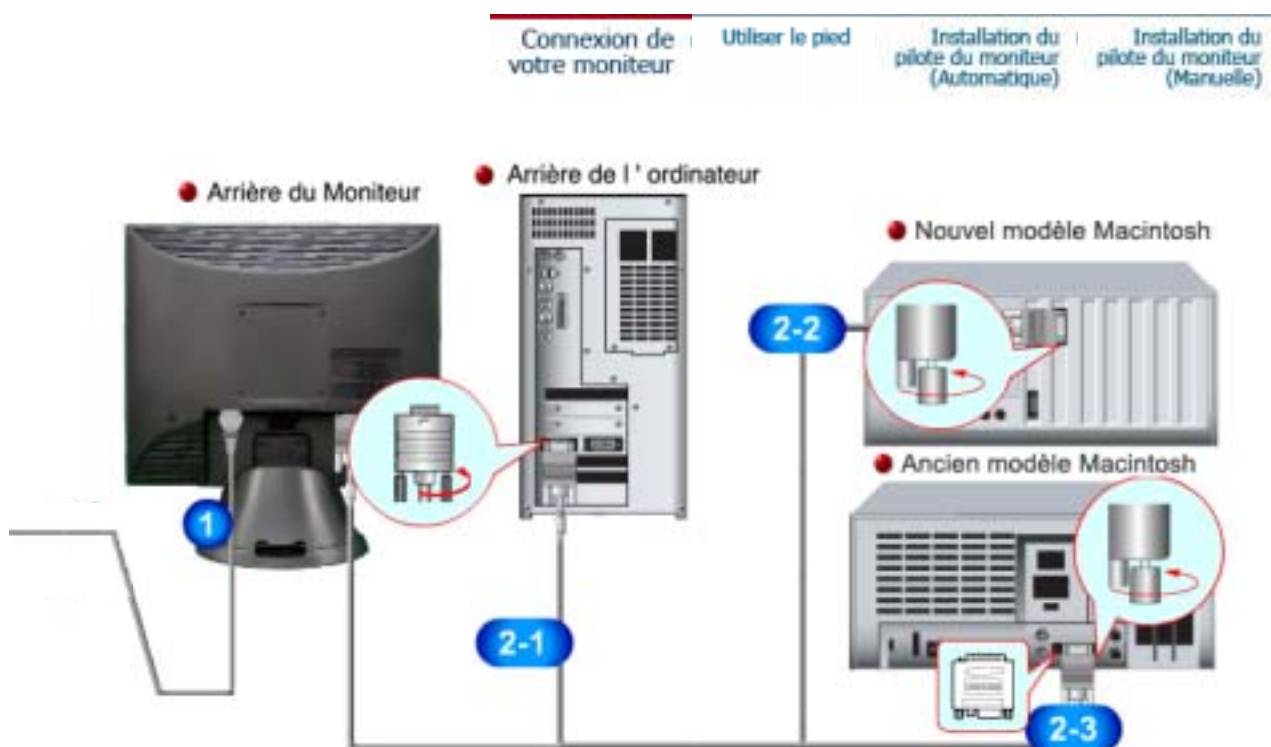 Connexion de
votre moniteur
Utiliser le pied
Installation du
pilote du moniteur
(Automatique)
Installation du
pilote du moniteur
(Manuelle)
Arrière du Moniteur
Arrière de l ' ordinateur
Nouvel modèle Macintosh
2-2
Ancien modèle Macintosh
1
2-1
2-3